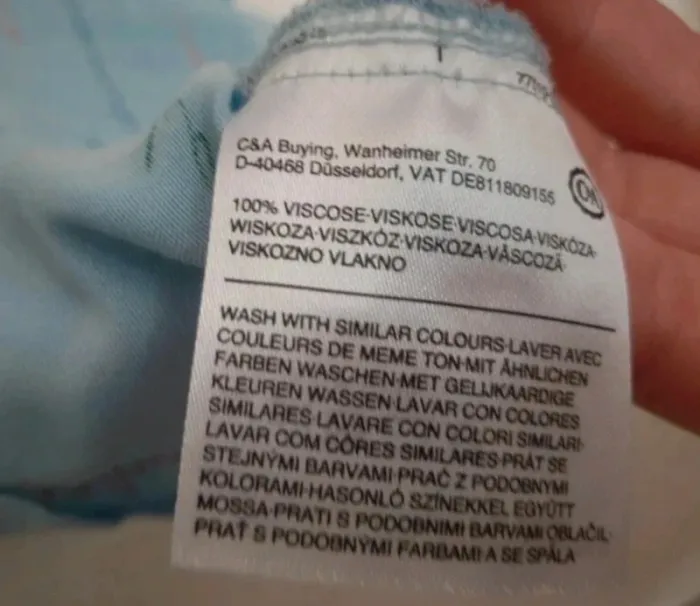 C&A Buying, Wanheimer Str. 70
D-40468 Düsseldorf, VAT DE811809155
100% VISCOSE·VISKOSE·VISCOSA·VISKÓZA·
WISKOZA·VISZKÓZ·VISKOZA·VÂSCOZĂ·
VISKOZNO VLAKNO
WASH WITH SIMILAR COLOURS·LAVER AVEC
COULEURS DE MEME TON·MIT ÄHNLICHEN
FARBEN WASCHEN·MET GELIJKAARDIGE
KLEUREN WASSEN·LAVAR CON COLORES
SIMILARES·LAVARE CON COLORI SIMILARI·
LAVAR COM CÔRES SIMILARES·PRÁT SE
STEJNÝMI BARVAMI·PRAĆ Z PODOBNYMI
KOLORAMI·HASONLÓ SZÍNEKKEL EGYÜTT
MOSSA·PRATI S PODOBNIMI BARVAMI OBLAČIL·
PRAŤ S PODOBNÝMI FARBAMI·A SE SPĂLA